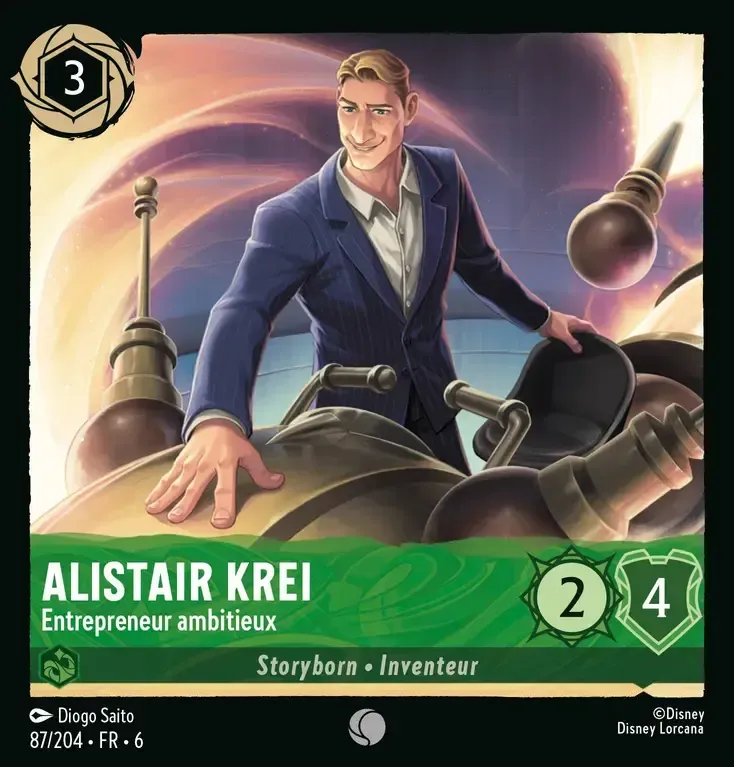 3
ALISTAIR KREI
Entrepreneur ambitieux
2
4
Storyborn • Inventeur
Diogo Saito
87/204 • FR • 6
©Disney
Disney Lorcana